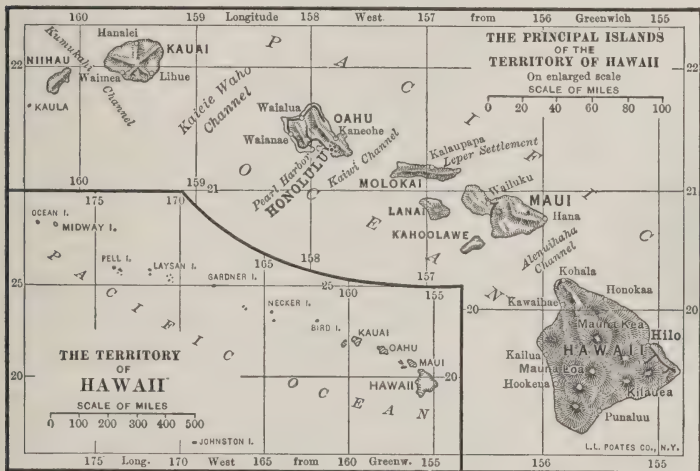 159 Longitude 158 West 157 from 156 Greenwich 155
THE PRINCIPAL ISLANDS
OF THE
TERRITORY OF HAWAII
On enlarged scale
SCALE OF MILES
0 20 40 60 80 100
Hanalei
KAUAI
NIIHAU
Waimea
Lihue
KAULA
Kumukahi
Channel
22
22
Kaieie Waho
Channel
PACIFIC
OCEAN
Waialua
OAHU
Kaneohe
Waianae
Pearl Harbor
HONOLULU
Kaiwi Channel
Kalaupapa
Leper Settlement
MOLOKAI
Wailuku
MAUI
LANAI
Hana
KAHOOLAWE
Alenuihaha
Channel
160
159
21
21
158
157
20
20
Kohala
Honokaa
Kawaihae
Mauna Kea
Hilo
HAWAII
Kailua
Mauna Loa
Hookena
Kilauea
Punaluu
156
155
L.L. POATES CO., N.Y.
175
170
165
160
155
OCEAN I.
MIDWAY I.
PELL I.
LAYSAN I.
GARDNER I.
NECKER I.
BIRD I.
KAUAI
OAHU
MAUI
HAWAII
25
25
20
20
PACIFIC
OCEAN
THE TERRITORY
OF
HAWAII
SCALE OF MILES
0 100 200 300 400 500
JOHNSTON I.
175 Long. 170 West 165 from 160 Greenw. 155